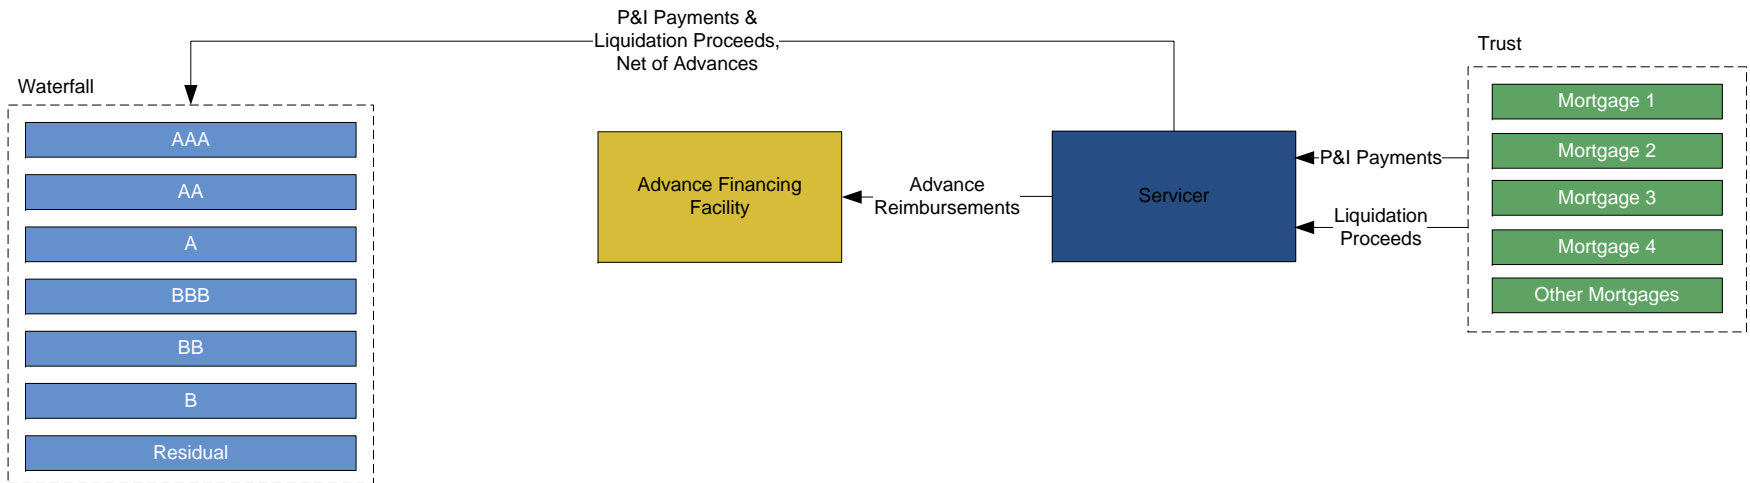 P&I Payments &
Liquidation Proceeds,
Net of Advances
Waterfall
AAA
AA
A
BBB
BB
B
Residual
Advance Financing
Facility
Advance
Reimbursements
Servicer
P&I Payments
Liquidation
Proceeds
Trust
Mortgage 1
Mortgage 2
Mortgage 3
Mortgage 4
Other Mortgages